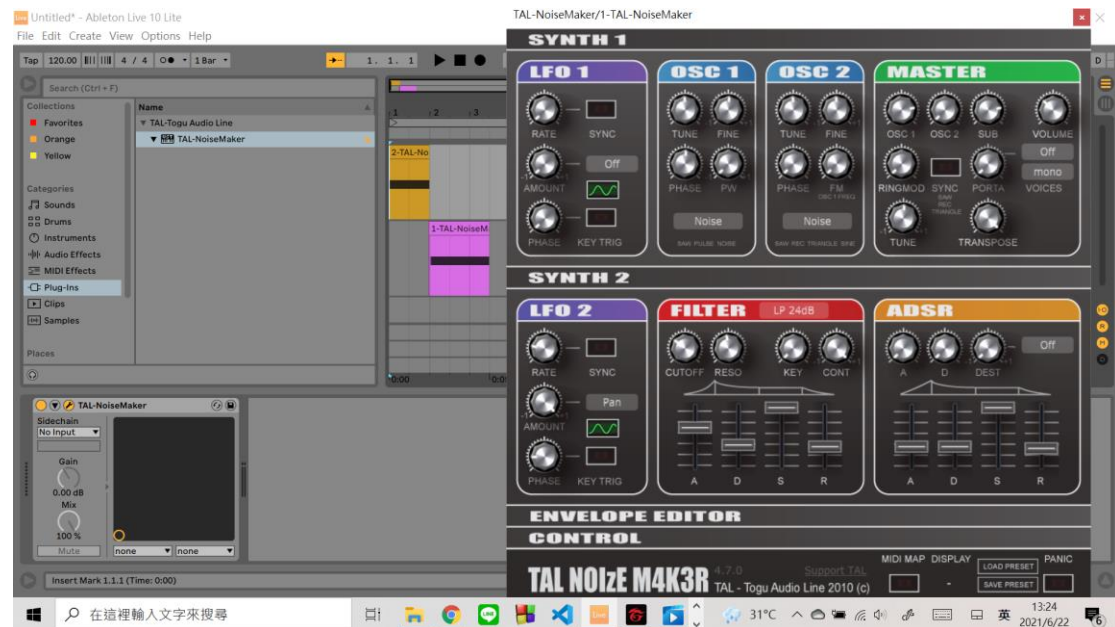 Untitled* - Ableton Live 10 Lite
TAL-NoiseMaker/1-TAL-NoiseMaker
File Edit Create View Options Help
Tap 120.00 4 / 4 1 Bar 1. 1. 1
D
Search (Ctrl + F)
Collections
Favorites
Orange
Yellow
Categories
Sounds
Drums
Instruments
Audio Effects
MIDI Effects
Plug-Ins
Clips
Samples
Places
Name
TAL-Togu Audio Line
TAL-NoiseMaker
1 2 3
2-TAL-No
1-TAL-NoiseM
0:00
SYNTH 1
LFO 1
RATE SYNC
Off
AMOUNT
PHASE KEY TRIG
OSC 1
TUNE FINE
PHASE PW
Noise
SAW PULSE NOISE
OSC 2
TUNE FINE
PHASE FM
OSC 1 FREQ
Noise
SAW REC TRIANGLE SINE
MASTER
OSC 1 OSC 2 SUB VOLUME
Off
mono
RINGMOD SYNC PORTA VOICES
SAW
REC
TRIANGLE
TUNE TRANSPOSE
SYNTH 2
LFO 2
RATE SYNC
Pan
AMOUNT
PHASE KEY TRIG
FILTER LP 24dB
CUTOFF RESO KEY CONT
A D S R
ADSR
Off
A D DEST
A D S R
ENVELOPE EDITOR
CONTROL
TAL NOIzE M4K3R 4.7.0 Support TAL
TAL - Togu Audio Line 2010 (c)
MIDI MAP DISPLAY LOAD PRESET PANIC
- SAVE PRESET
TAL-NoiseMaker
Sidechain
No Input
Gain
0.00 dB
Mix
100 %
Mute
none none
Insert Mark 1.1.1 (Time: 0:00)
在這裡輸入文字來搜尋
31°C 英 13:24
2021/6/22
6